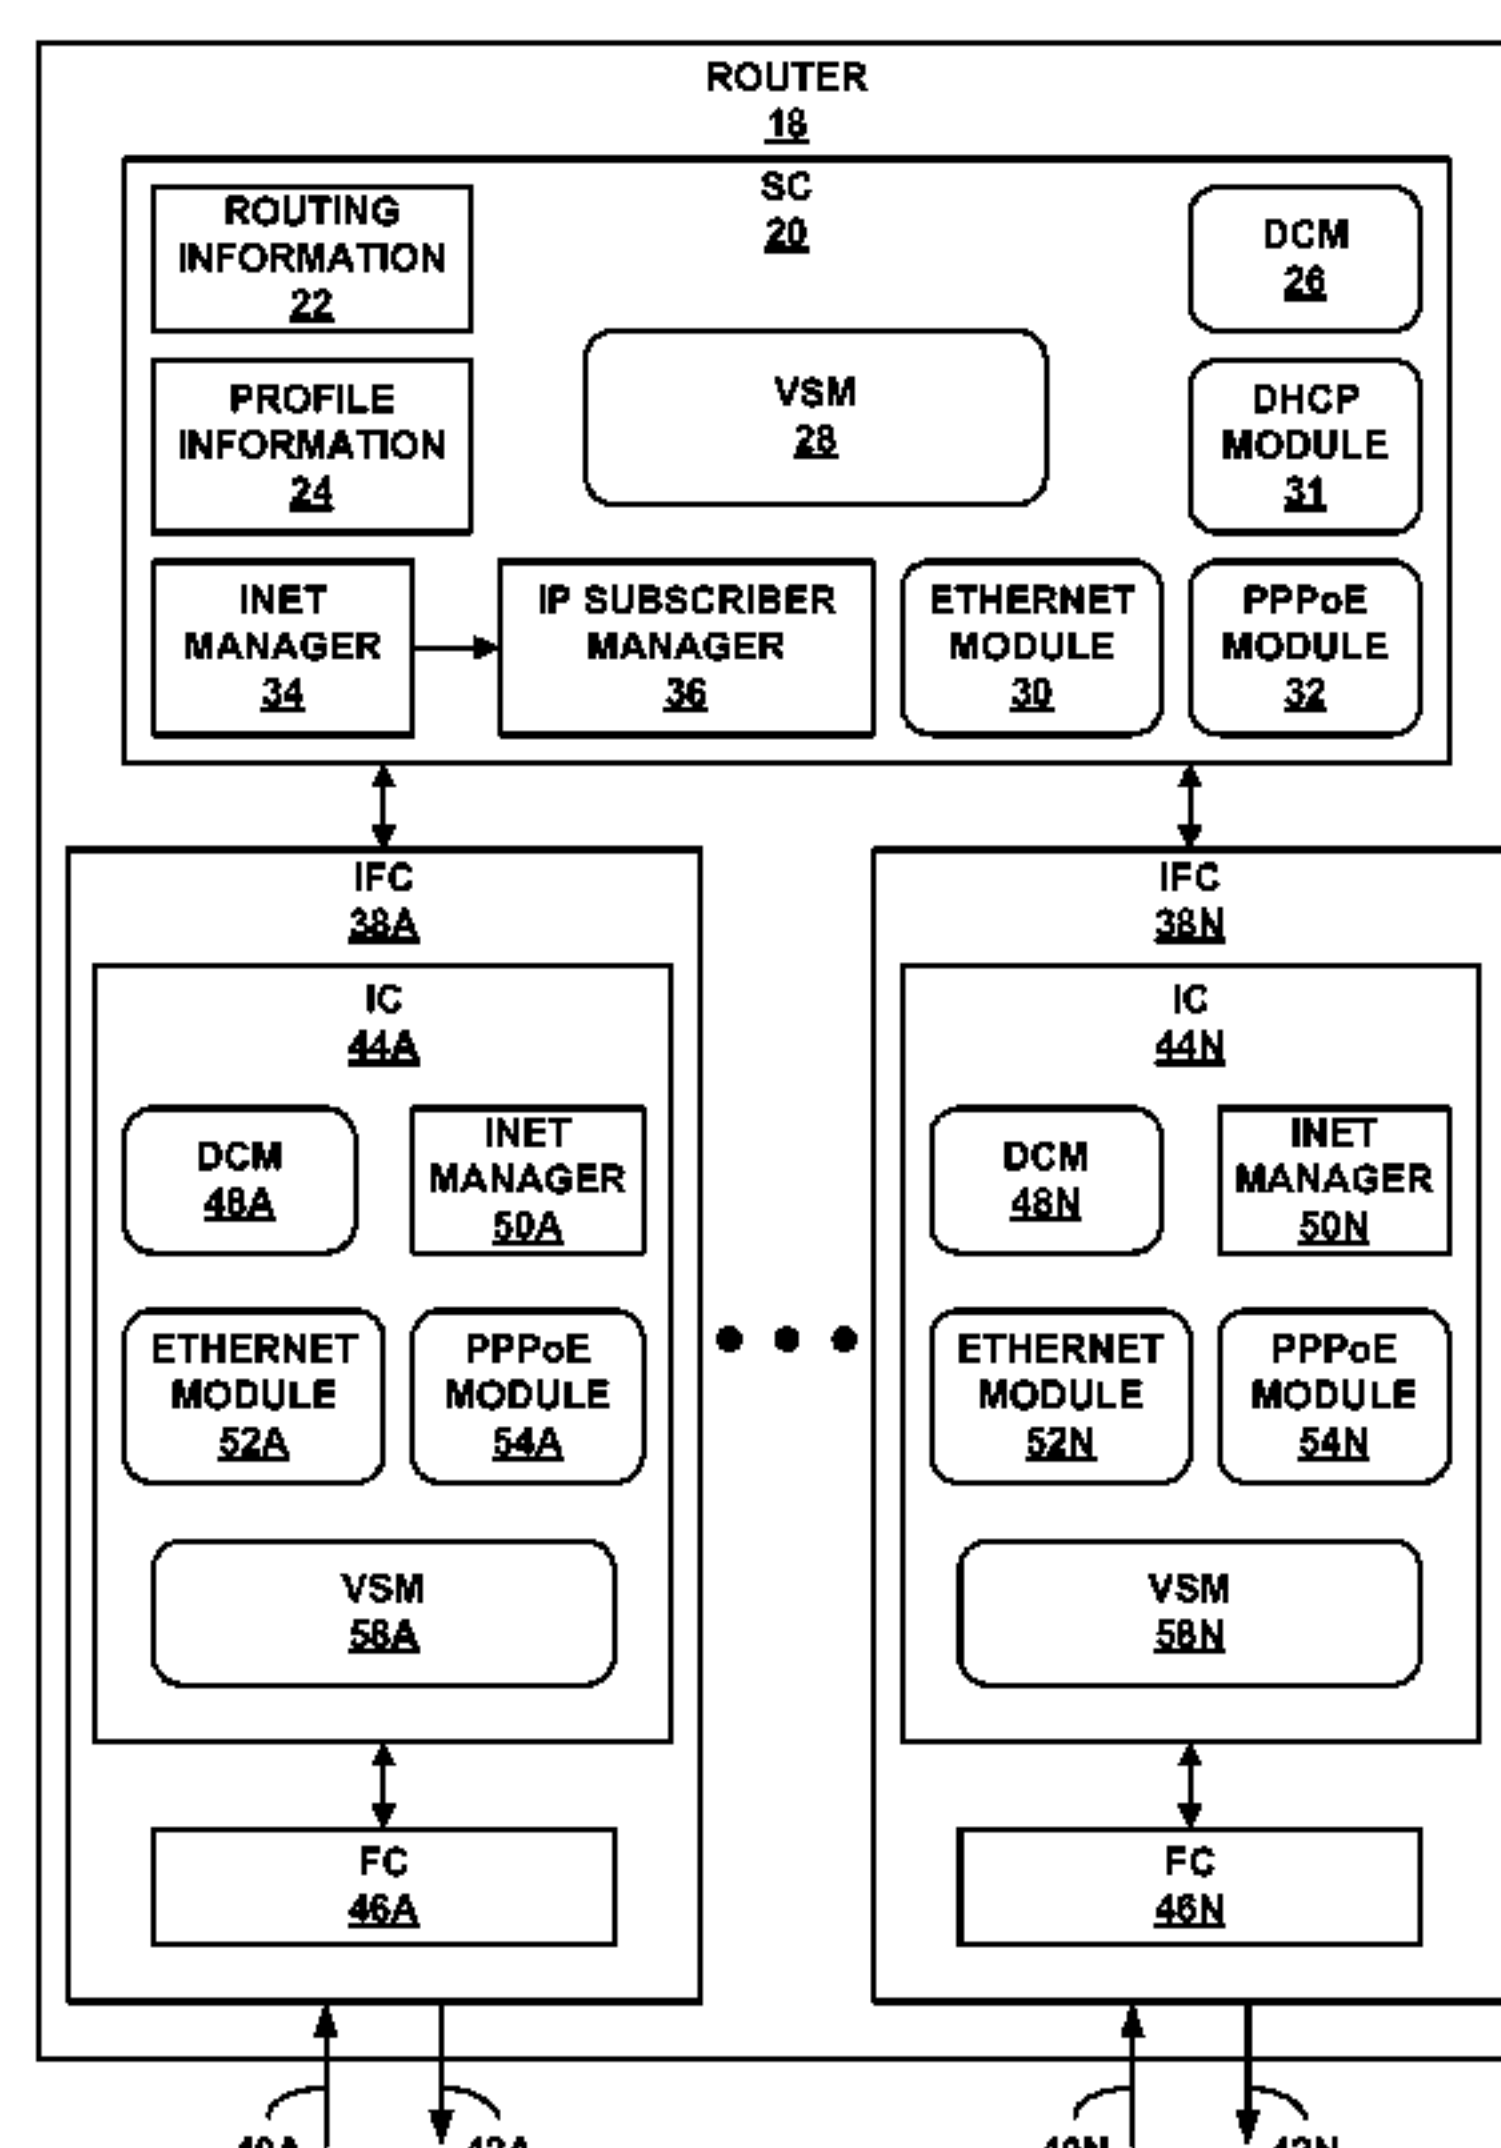 ROUTER
18
SC
20
ROUTING
INFORMATION
22
DCM
26
PROFILE
INFORMATION
24
VSM
28
DHCP
MODULE
31
INET
MANAGER
34
IP SUBSCRIBER
MANAGER
36
ETHERNET
MODULE
30
PPPoE
MODULE
32
IFC
38A
IC
44A
DCM
48A
INET
MANAGER
50A
ETHERNET
MODULE
52A
PPPoE
MODULE
54A
VSM
58A
FC
46A
IFC
38N
IC
44N
DCM
48N
INET
MANAGER
50N
ETHERNET
MODULE
52N
PPPoE
MODULE
54N
VSM
58N
FC
46N